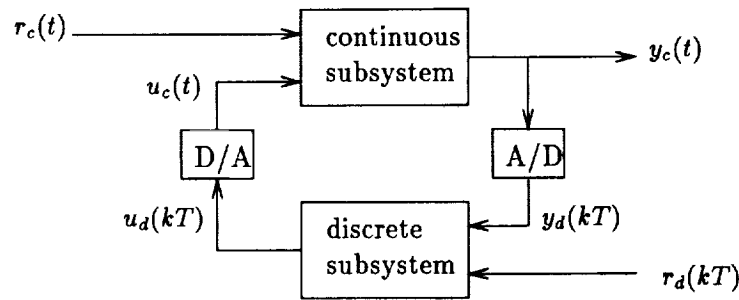 r_c(t)
continuous
subsystem
y_c(t)
u_c(t)
D/A
A/D
u_d(kT)
y_d(kT)
discrete
subsystem
r_d(kT)